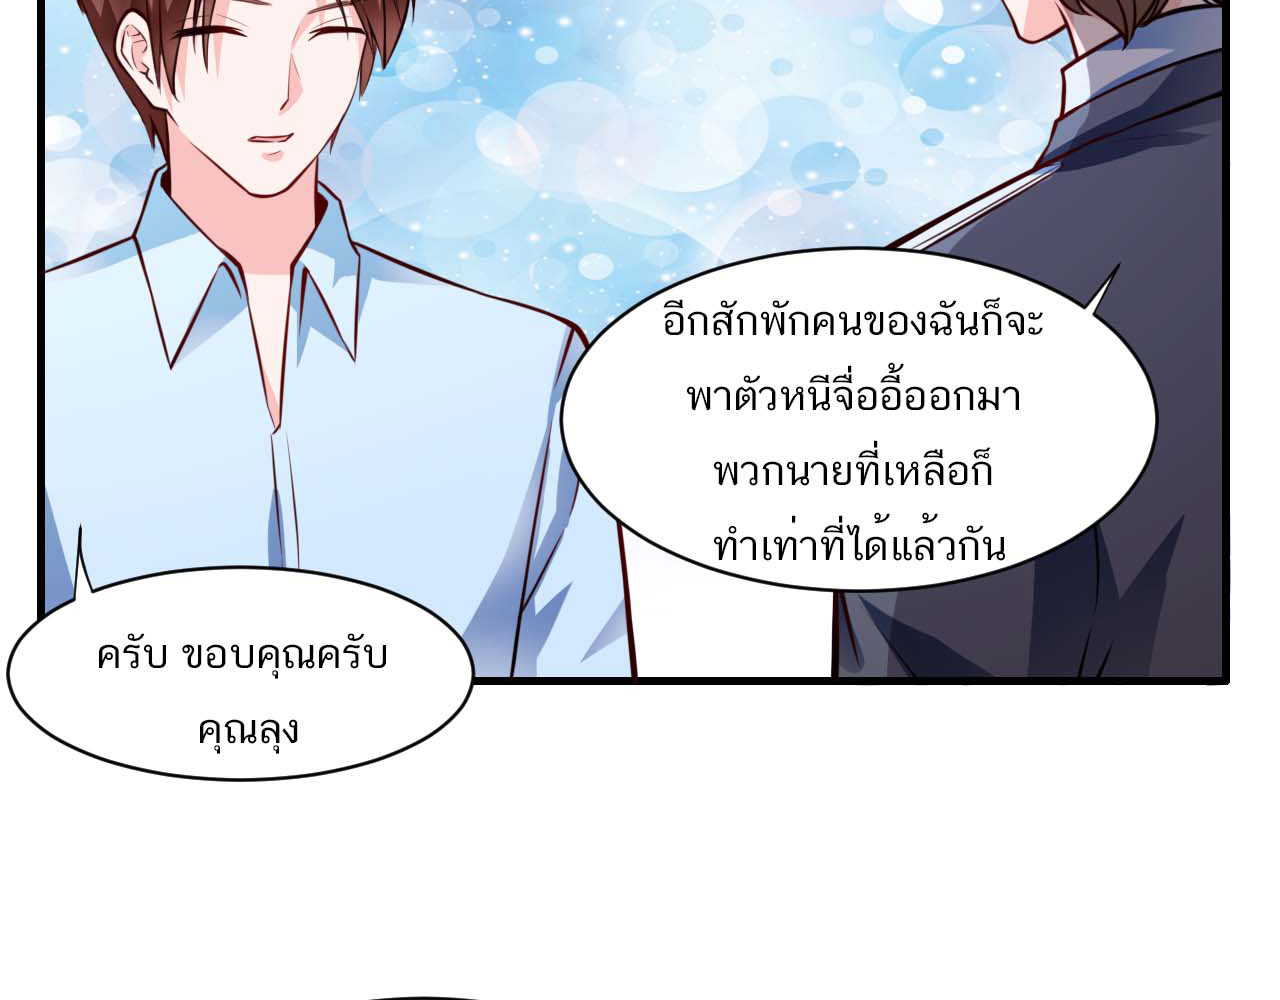 อีกสักพักคนของฉันก็จะ
พาตัวหนีจื่ออี้ออกมา
พวกนายที่เหลือก็
ทำเท่าที่ได้แล้วกัน
ครับ ขอบคุณครับ
คุณลุง